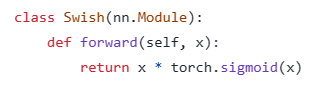 class Swish(nn.Module):
    def forward(self, x):
        return x * torch.sigmoid(x)